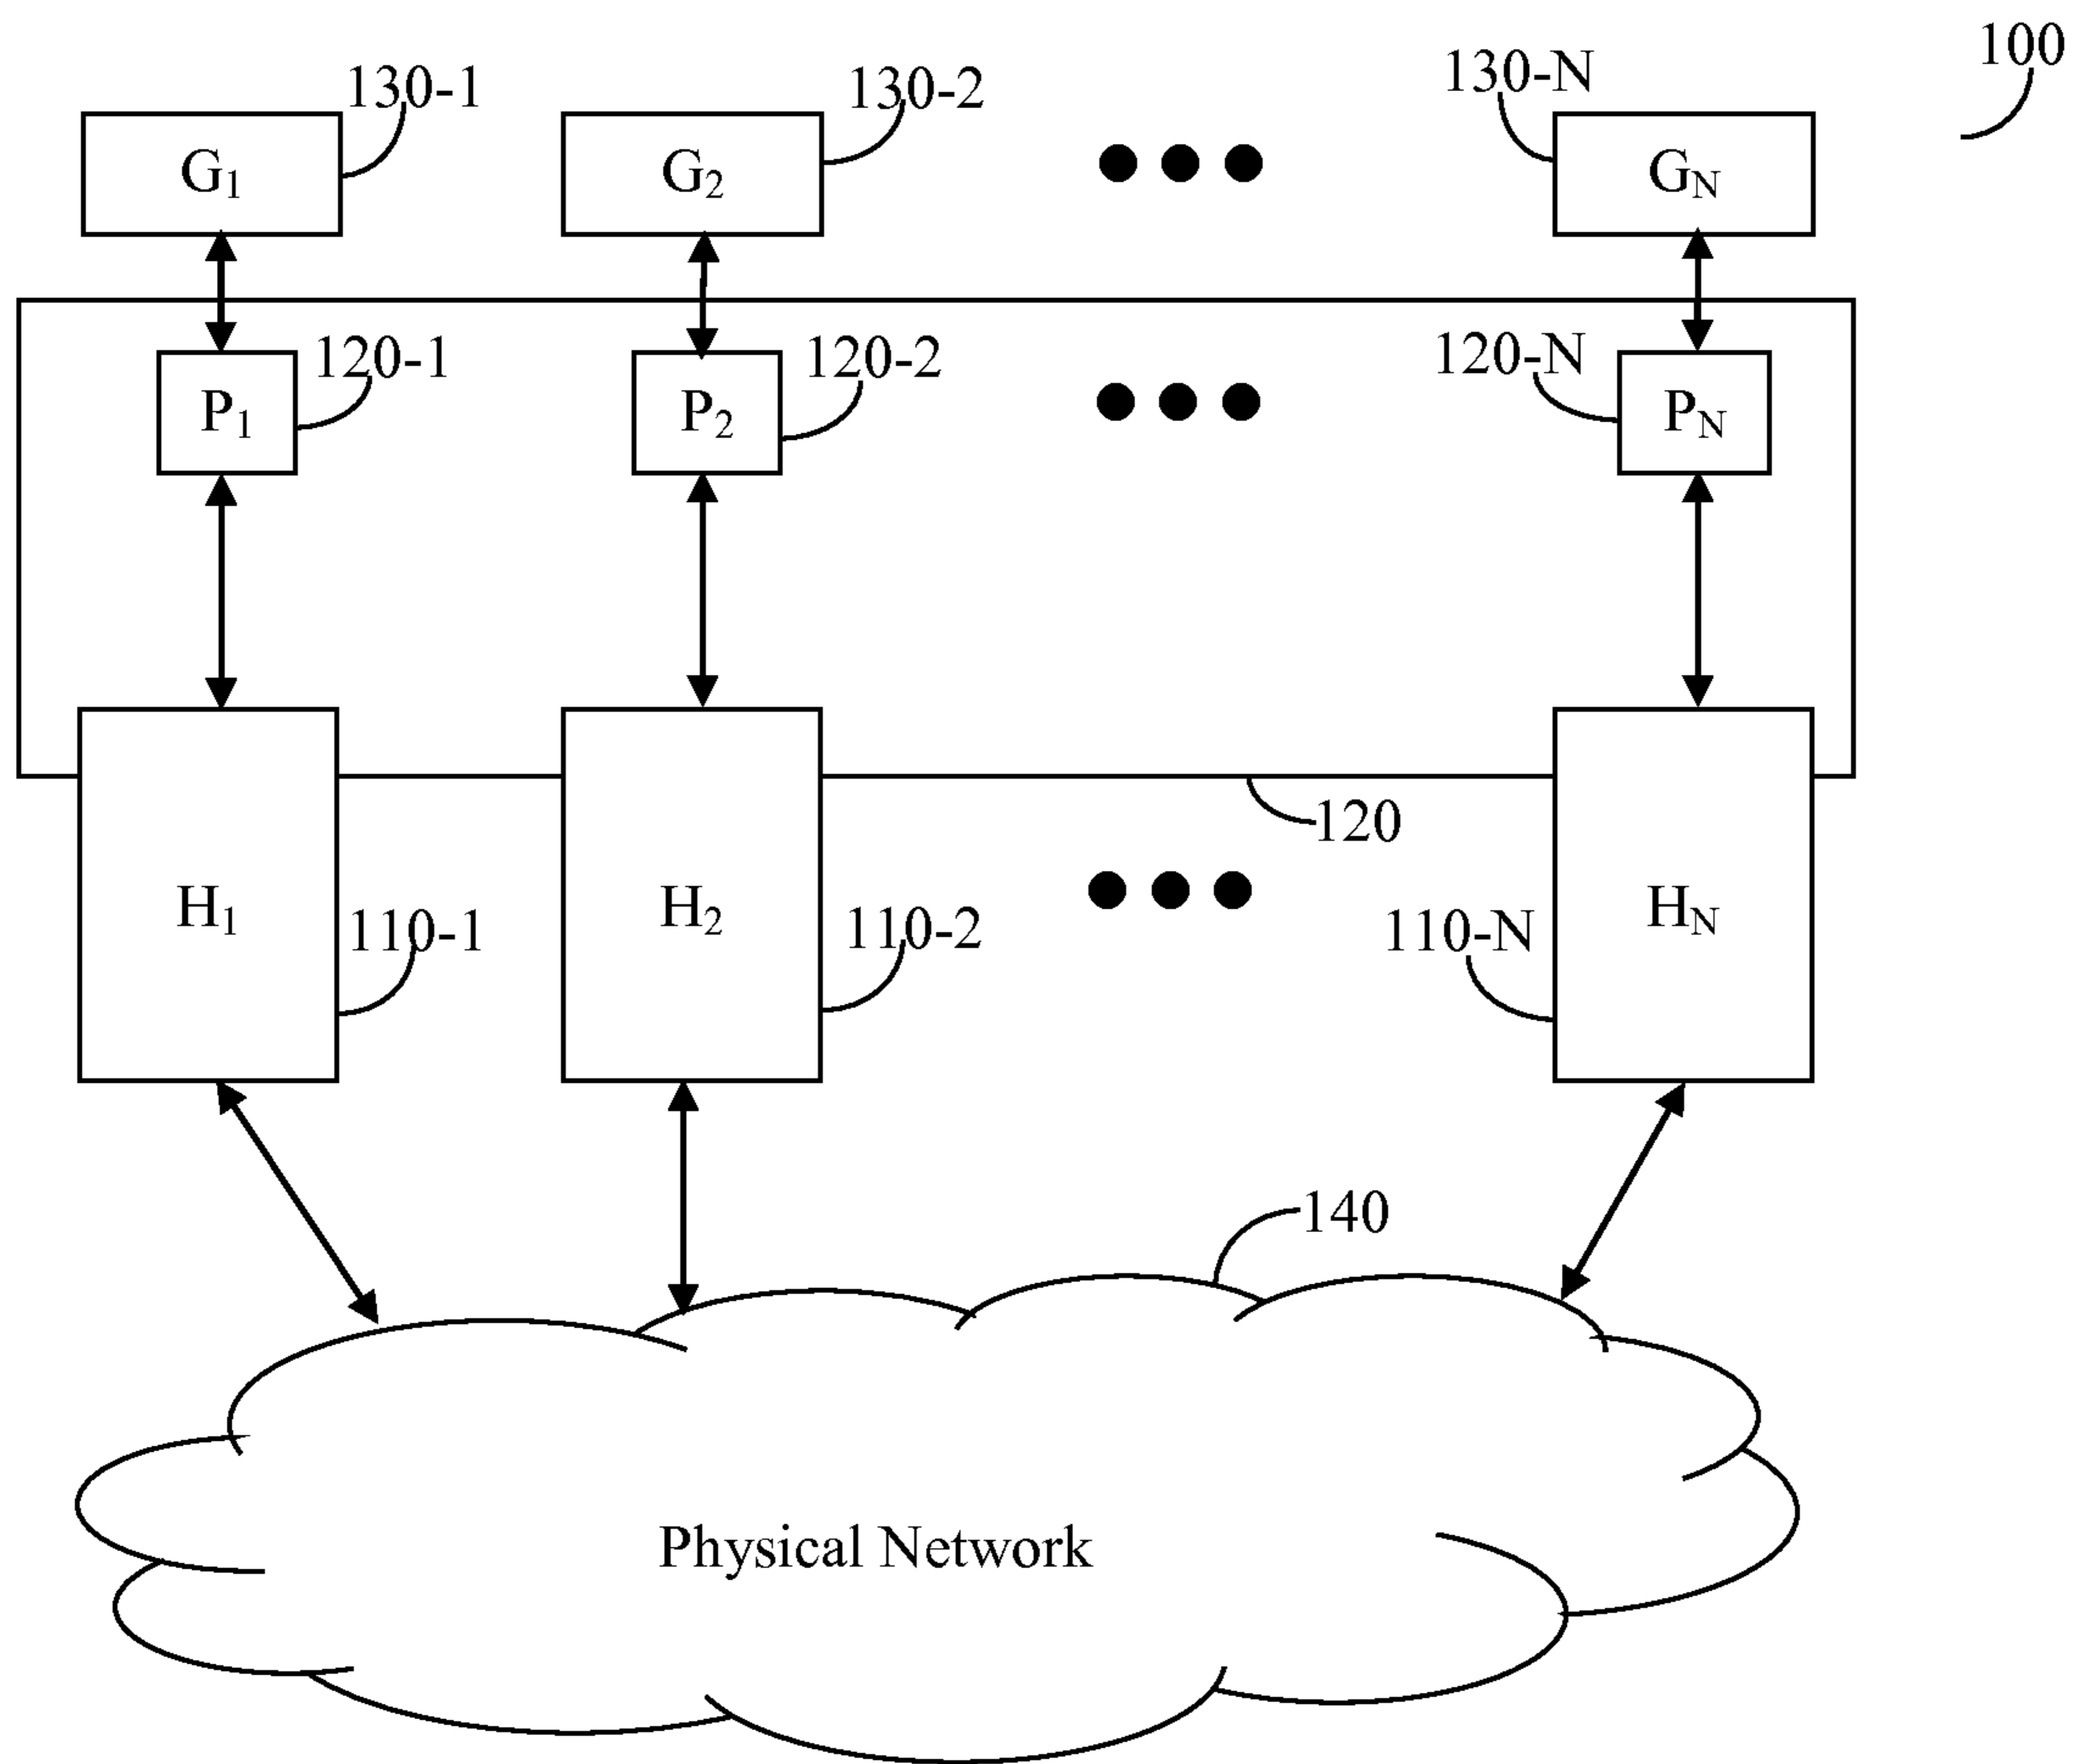 100
130-1
130-2
130-N
G1
G2
GN
120-1
120-2
120-N
P1
P2
PN
120
H1
H2
HN
110-1
110-2
110-N
140
Physical Network